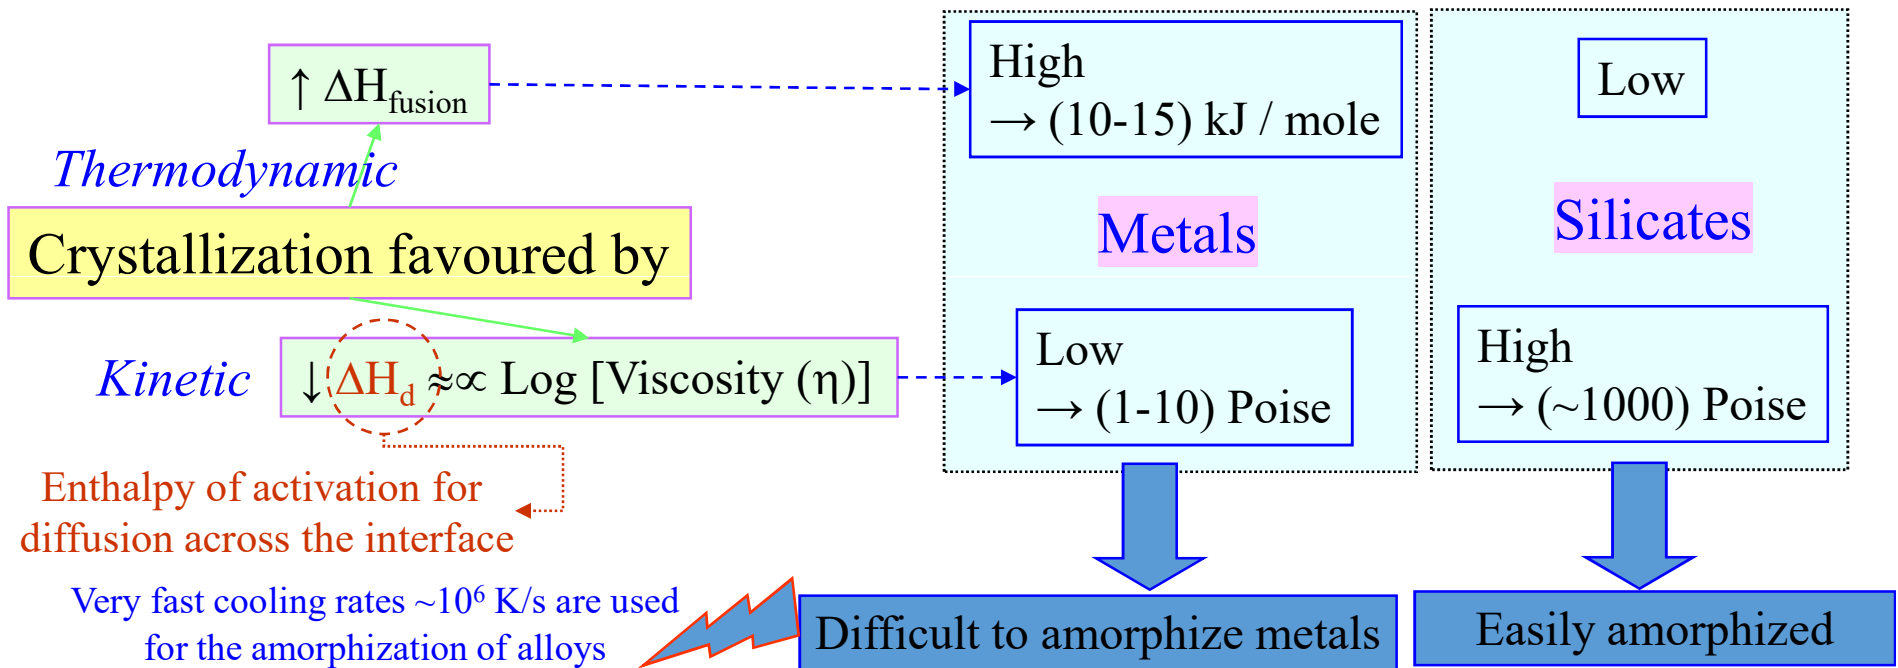 ↑ ΔHfusion
High
→ (10-15) kJ / mole
Low
Thermodynamic
Metals
Silicates
Crystallization favoured by
Kinetic
↓ ΔHd ≈∝ Log [Viscosity (η)]
Low
→ (1-10) Poise
High
→ (~1000) Poise
Enthalpy of activation for
diffusion across the interface
Very fast cooling rates ~10⁶ K/s are used
for the amorphization of alloys
Difficult to amorphize metals
Easily amorphized